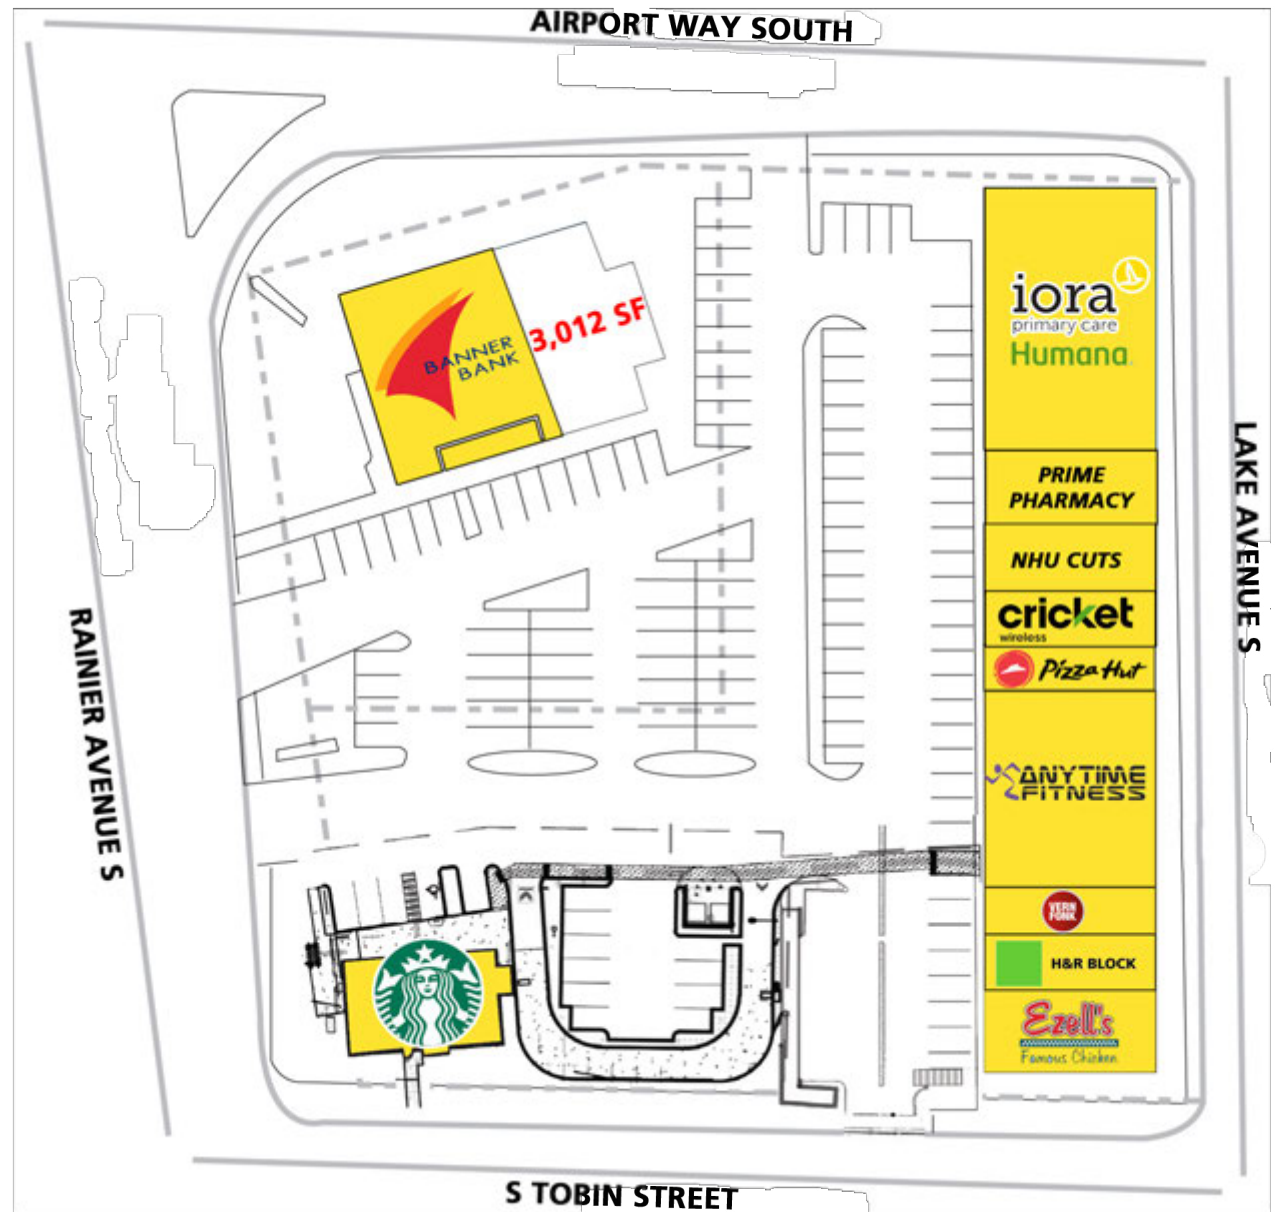 AIRPORT WAY SOUTH
3,012 SF
BANNER
BANK
iora
primary care
Humana
PRIME
PHARMACY
NHU CUTS
cricket
wireless
Pizza Hut
ANYTIME
FITNESS
VERN
FONK
H&R BLOCK
Ezell's
Famous Chicken
LAKE AVENUE S
RAINIER AVENUE S
S TOBIN STREET